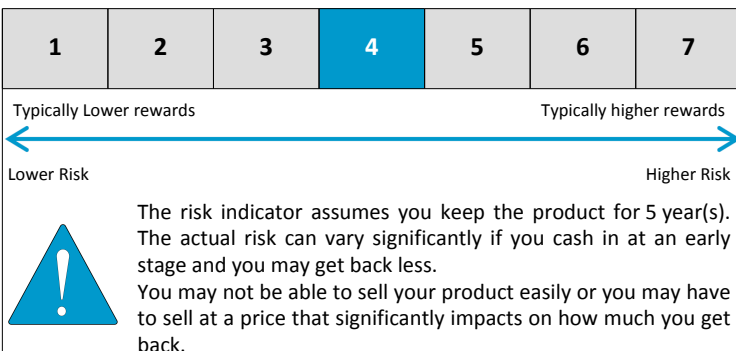 1 2 3 4 5 6 7
Typically Lower rewards Typically higher rewards
Lower Risk Higher Risk
The risk indicator assumes you keep the product for 5 year(s).
The actual risk can vary significantly if you cash in at an early
stage and you may get back less.
You may not be able to sell your product easily or you may have
to sell at a price that significantly impacts on how much you get
back.